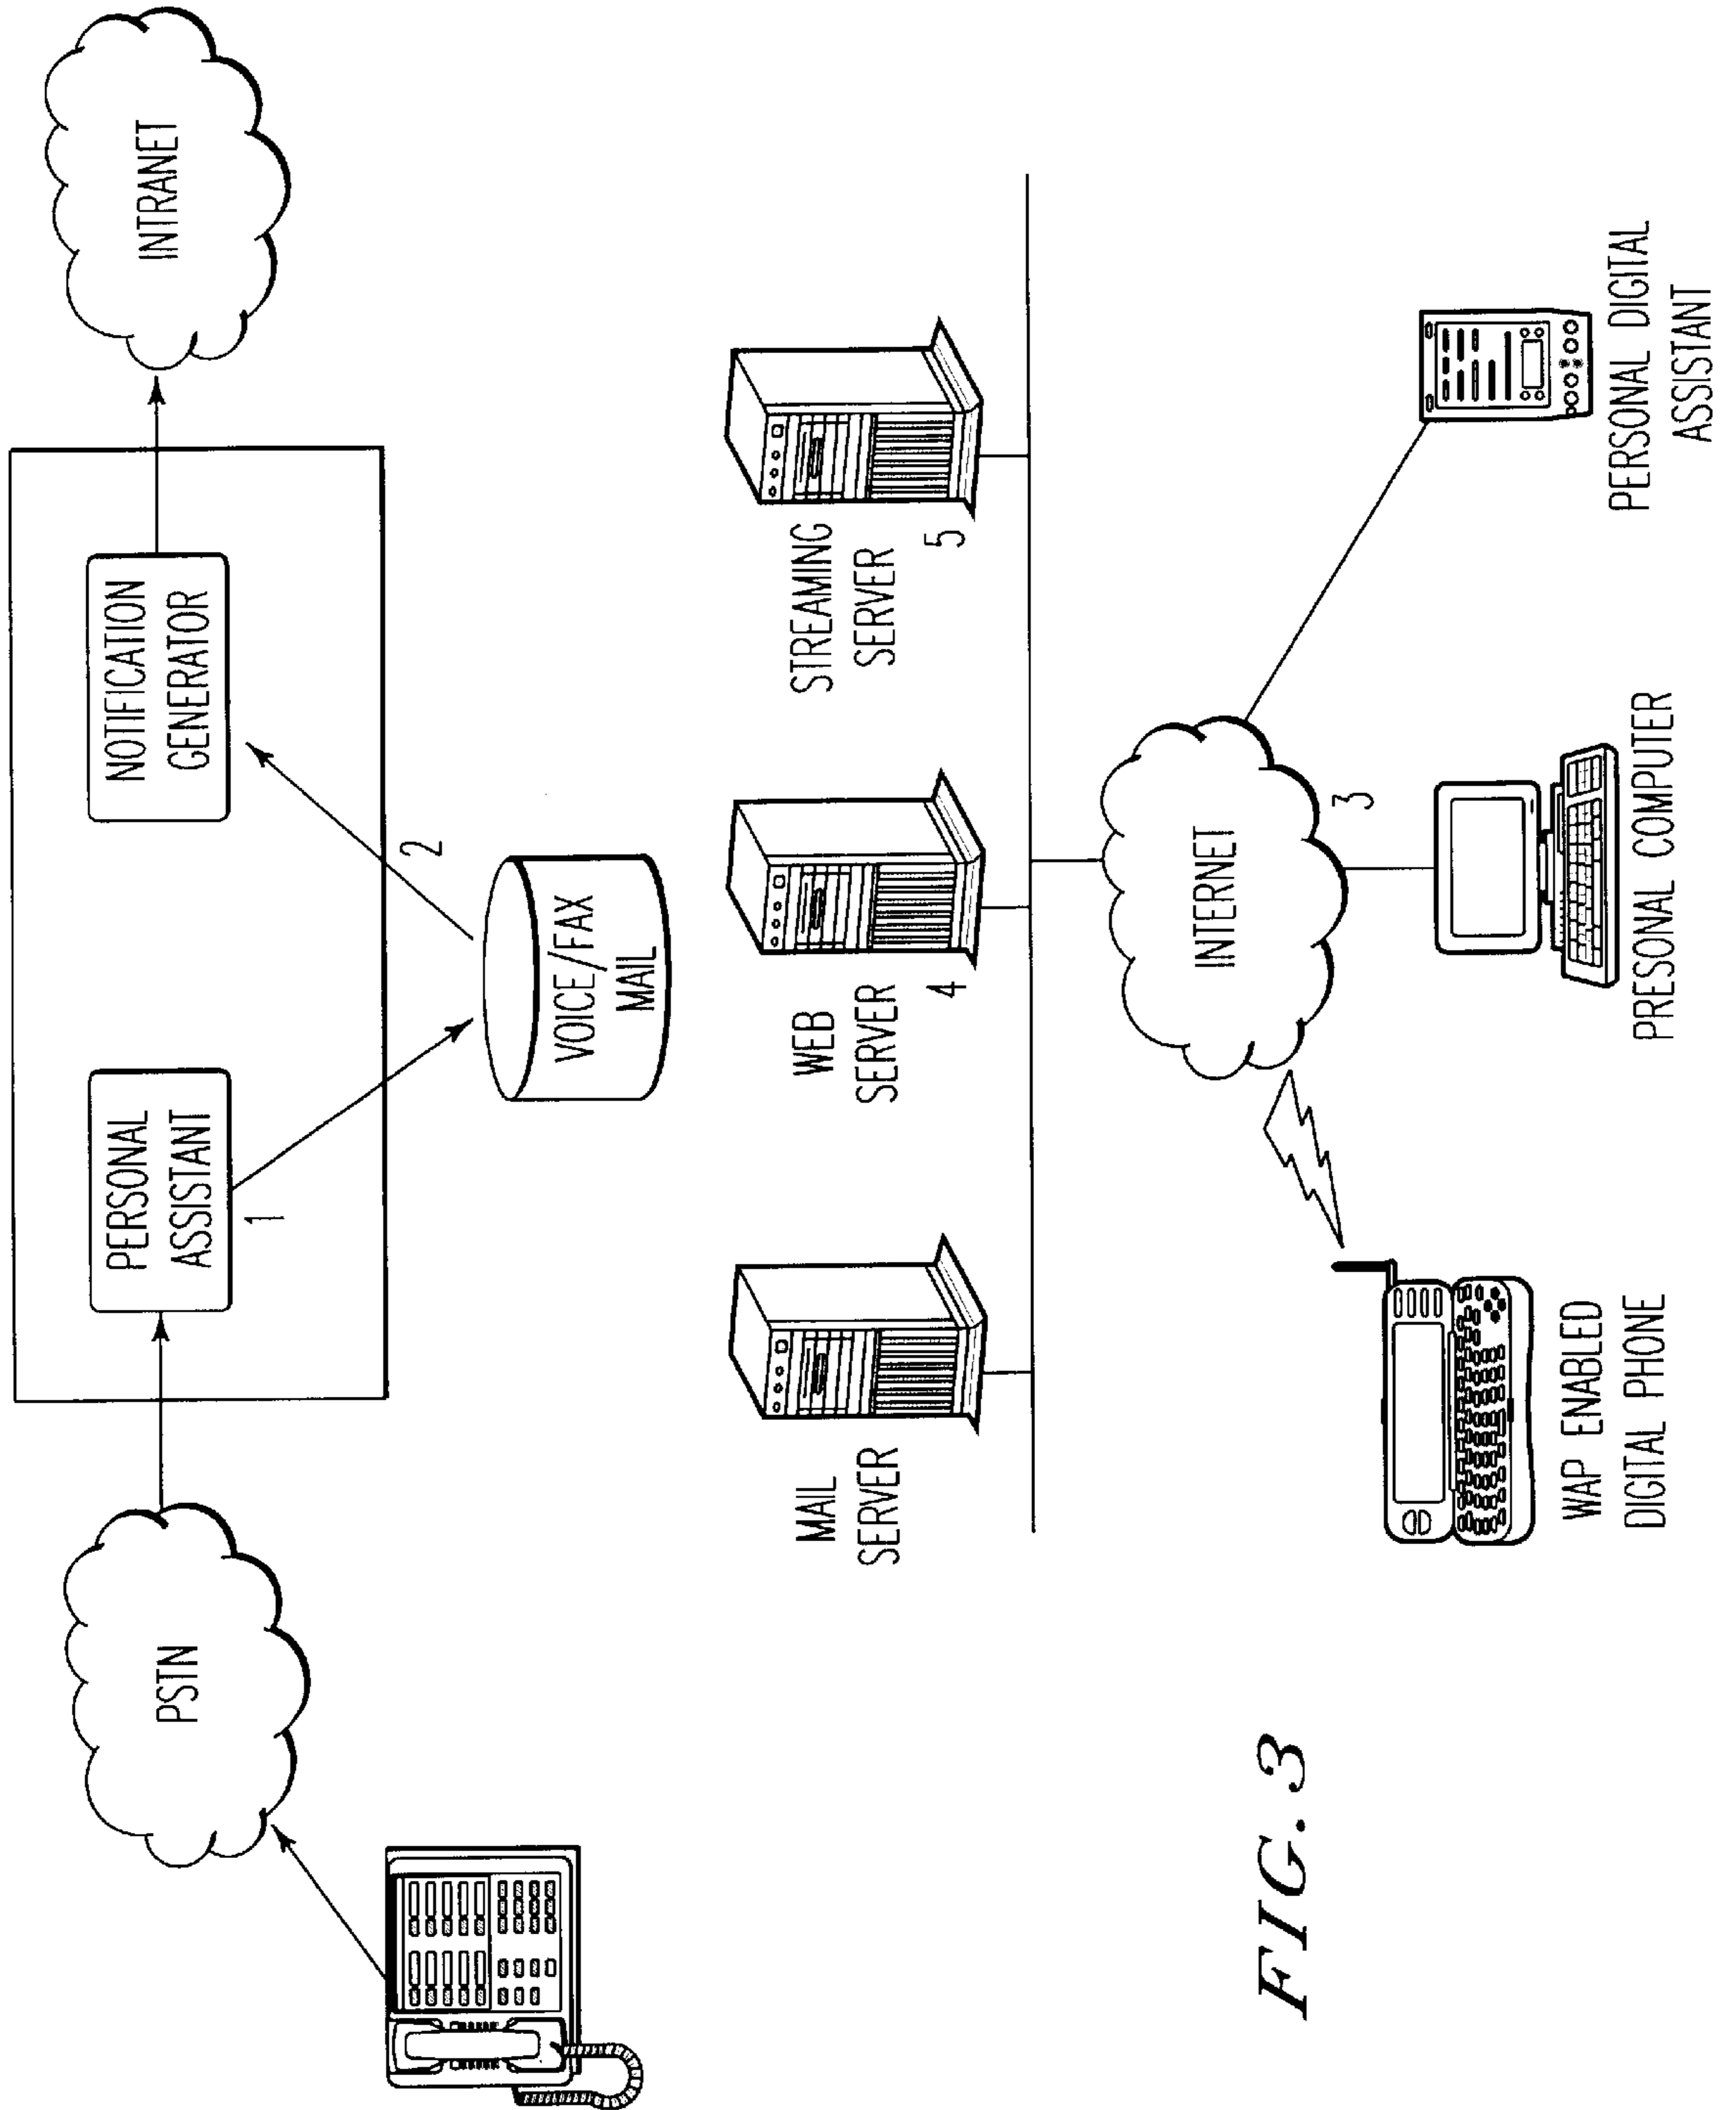 PSTN
PERSONAL
ASSISTANT
1
NOTIFICATION
GENERATOR
INTRANET
2
VOICE/FAX
MAIL
MAIL
SERVER
WEB
SERVER
4
STREAMING
SERVER
5
INTERNET
3
WAP ENABLED
DIGITAL PHONE
PRESONAL COMPUTER
PERSONAL DIGITAL
ASSISTANT
FIG. 3